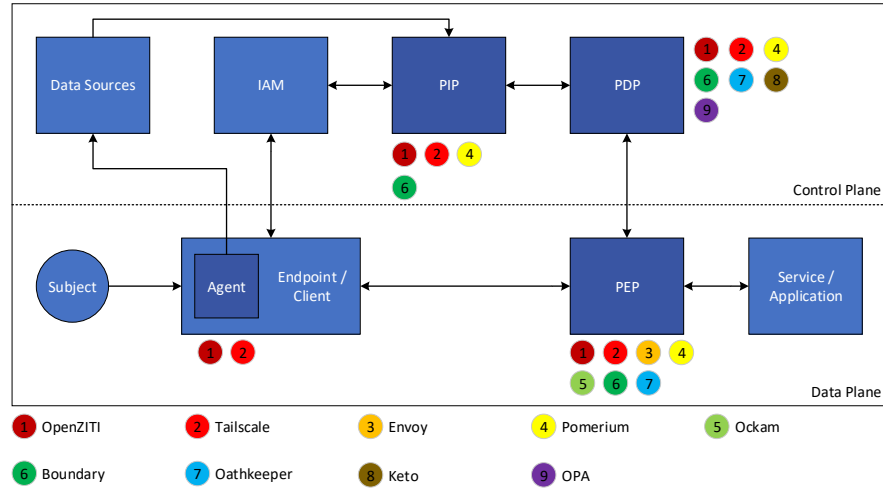 Data Sources
IAM
PIP
PDP
1 2 4
6 7 8
9
1 2 4
6
Control Plane
Subject
Agent
Endpoint /
Client
PEP
Service /
Application
1 2
1 2 3 4
5 6 7
Data Plane
1 OpenZITI 2 Tailscale 3 Envoy 4 Pomerium 5 Ockam
6 Boundary 7 Oathkeeper 8 Keto 9 OPA